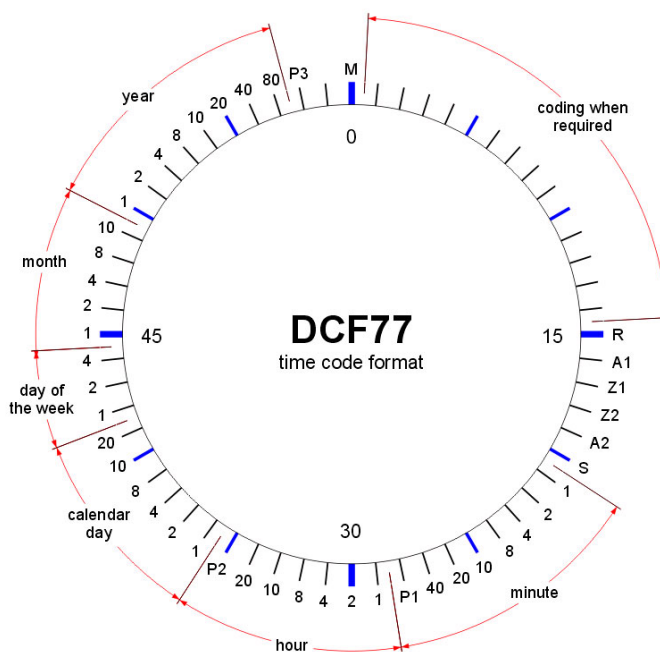 M
0
coding when
required
15
R
A1
Z1
Z2
A2
S
1
2
4
8
10
20
40
P1
minute
30
1
2
4
8
10
20
P2
hour
1
2
4
8
10
20
calendar
day
1
2
4
day of
the week
45
1
2
4
8
10
month
1
2
4
8
10
20
40
80
year
P3
DCF77
time code format